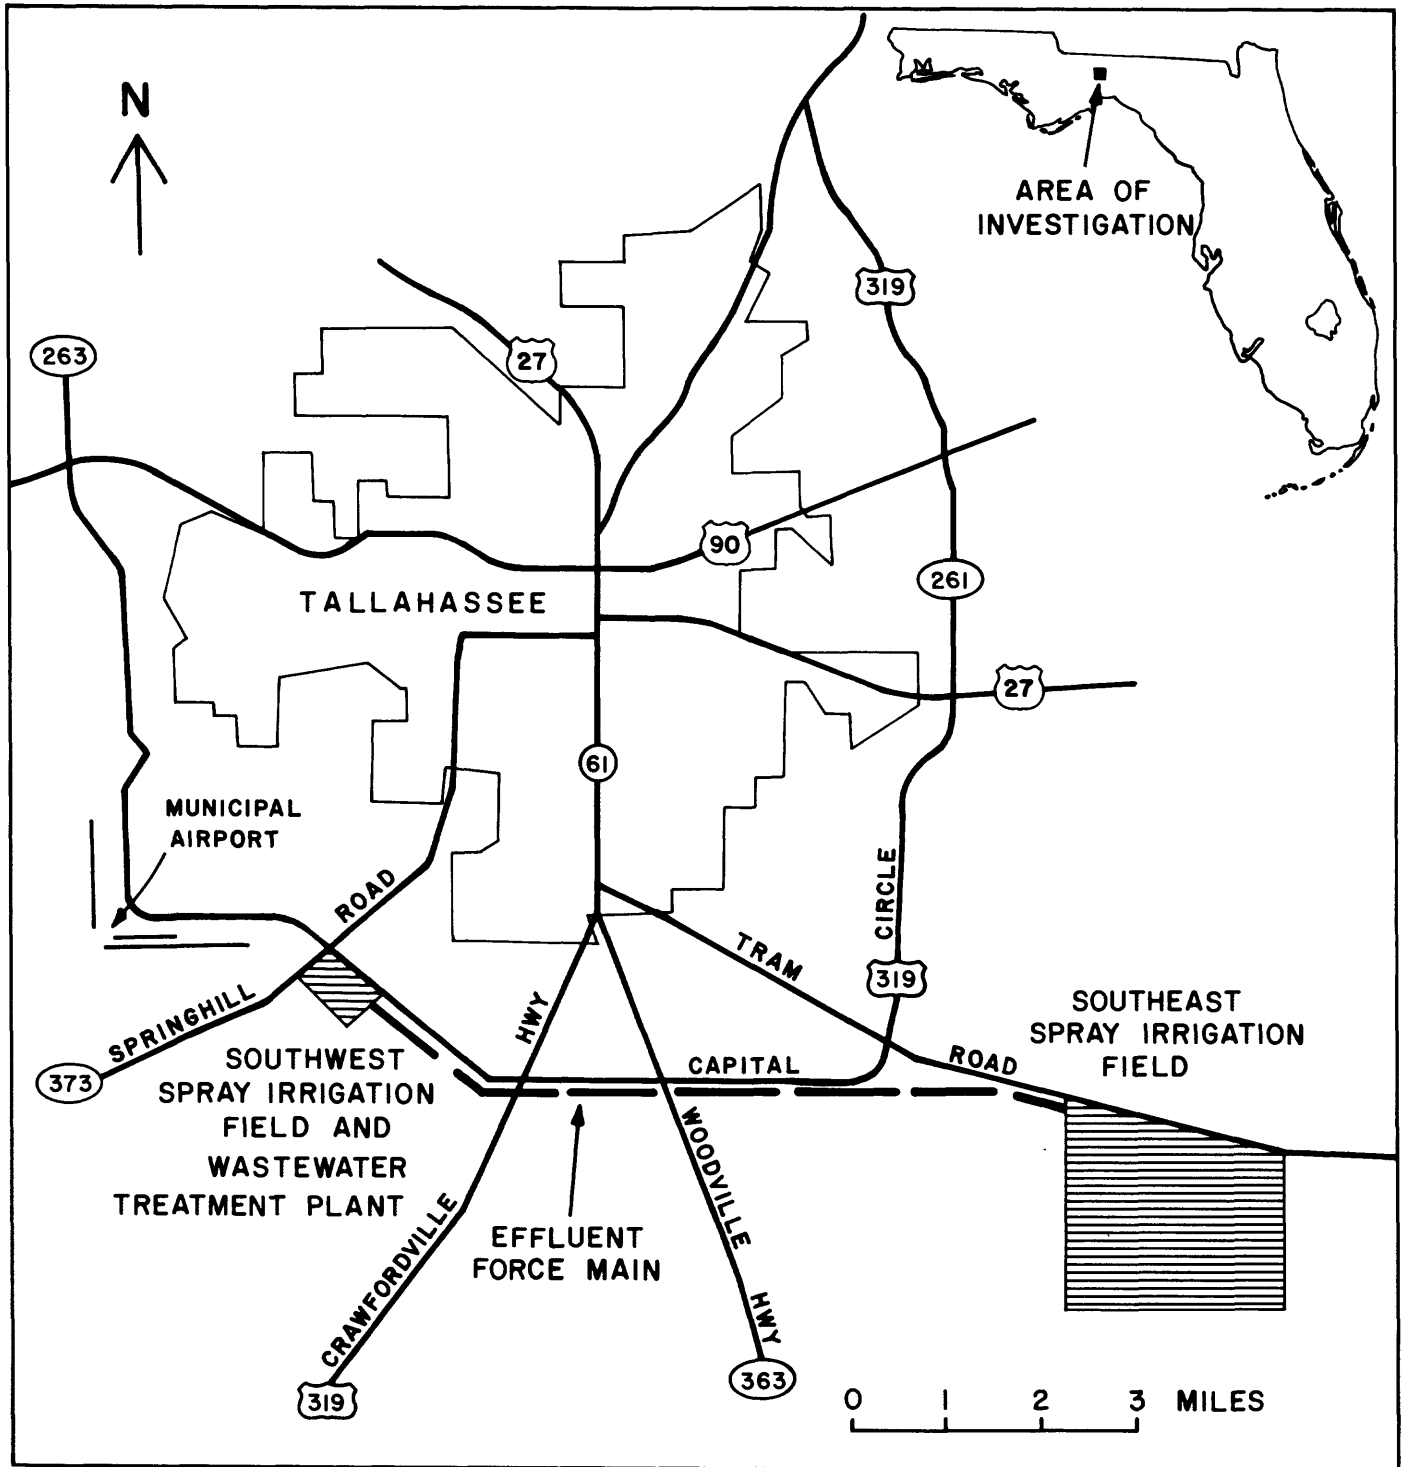 N
AREA OF
INVESTIGATION
319
263
27
90
261
TALLAHASSEE
27
61
MUNICIPAL
AIRPORT
ROAD
CIRCLE
TRAM
319
SPRINGHILL
HWY
SOUTHEAST
SPRAY IRRIGATION
FIELD
373
SOUTHWEST
SPRAY IRRIGATION
FIELD AND
WASTEWATER
TREATMENT PLANT
CAPITAL
ROAD
WOODVILLE
HWY
EFFLUENT
FORCE MAIN
CRAWFORDVILLE
319
363
0 1 2 3 MILES